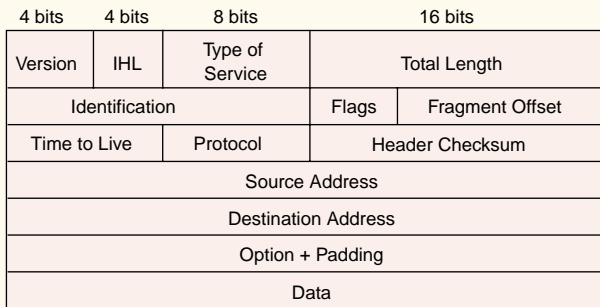 4 bits 4 bits 8 bits 16 bits
Version IHL Type of Service Total Length
Identification Flags Fragment Offset
Time to Live Protocol Header Checksum
Source Address
Destination Address
Option + Padding
Data